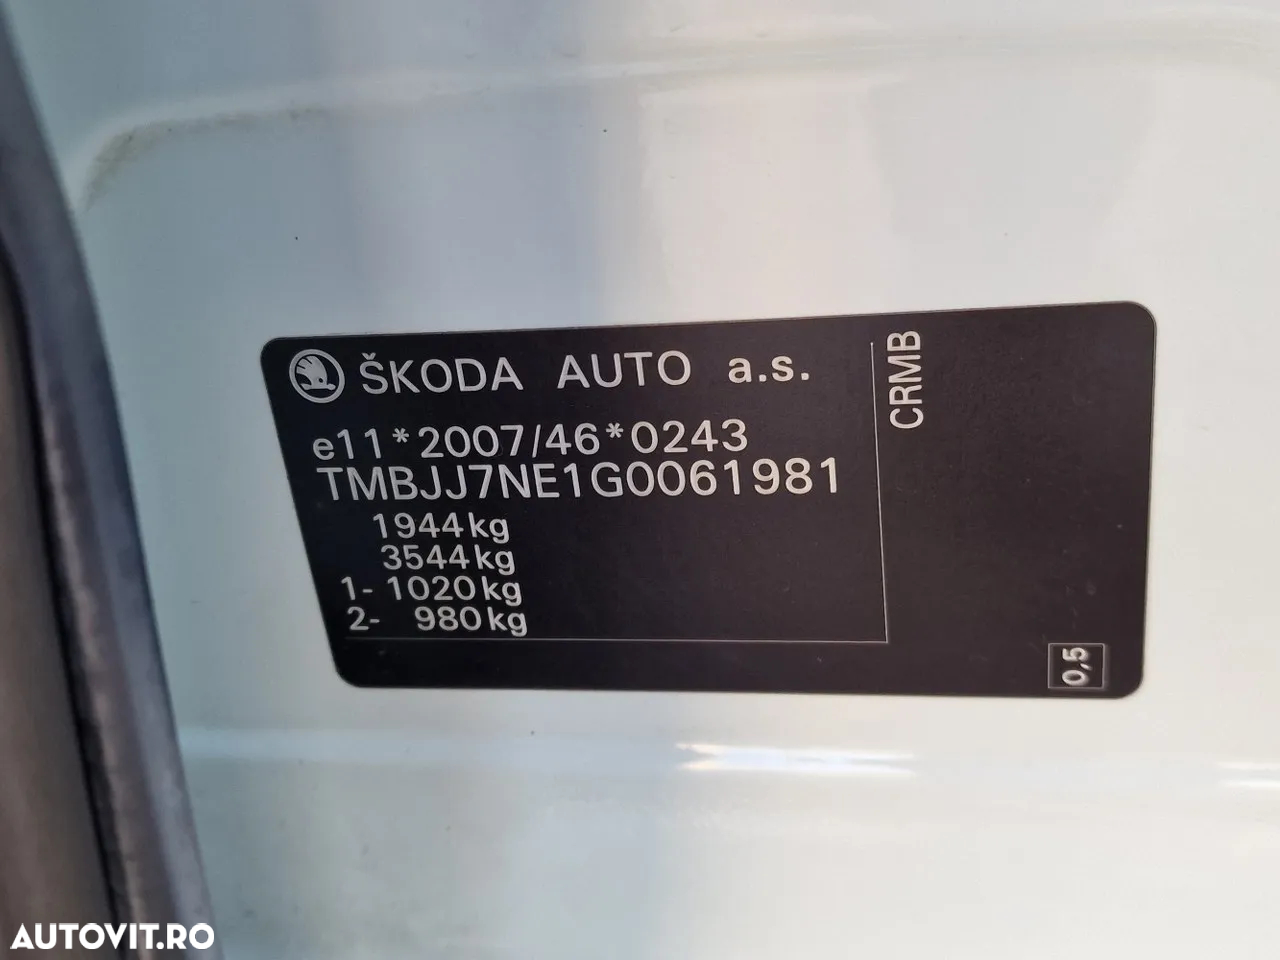 ŠKODA AUTO a.s.
e11*2007/46*0243
TMBJJ7NE1G0061981
1944kg
3544kg
1- 1020kg
2- 980kg
CRMB
0,5
AUTOVIT.RO